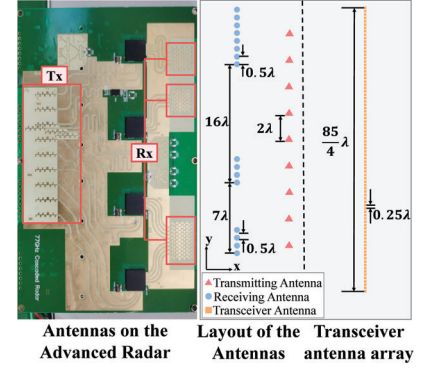 Tx
Rx
77GHz Cascaded Radar
0.5λ
16λ
2λ
7λ
0.5λ
y
x
85/4 λ
0.25λ
Transmitting Antenna
Receiving Antenna
Transceiver Antenna
Antennas on the
Advanced Radar
Layout of the
Antennas
Transceiver
antenna array